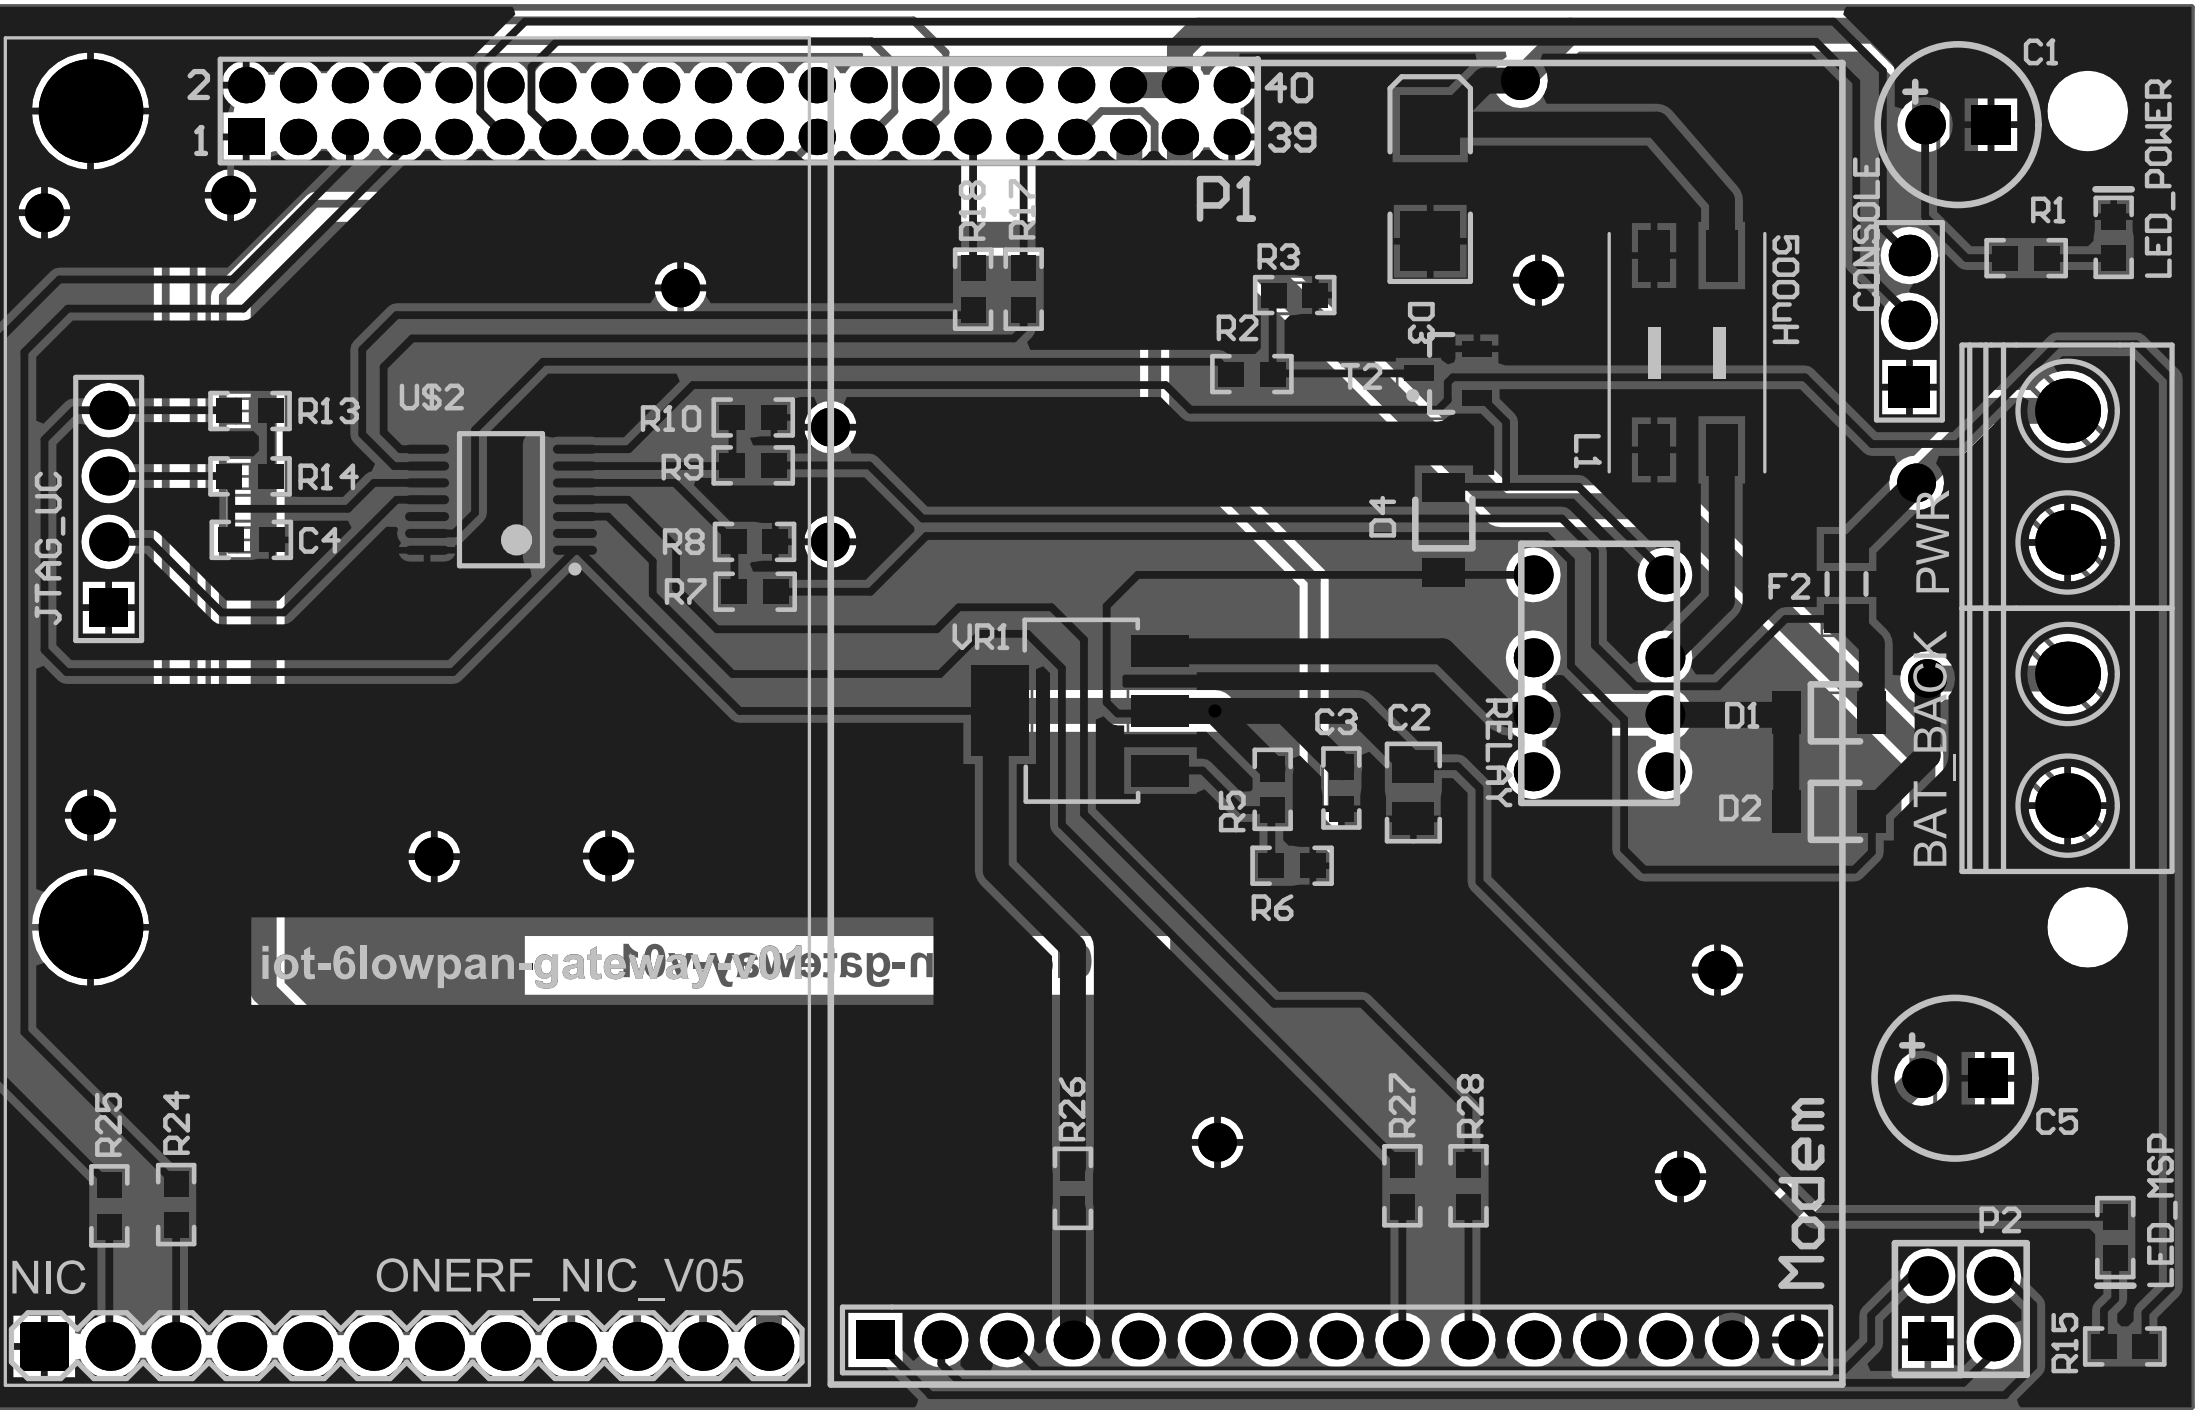 C1
2
40
LED_POWER
1
39
CONSOLE
R18
R17
P1
R1
R3
500uH
R2
D3
T2
U$2
R13
R10
L1
R9
R14
JTAG_UC
D4
PWR
C4
R8
R7
F2
VR1
BAT_BACK
RELAY
C3
C2
D1
R5
D2
R6
iot-6lowpan-gateway-v01
R25
R24
R26
R27
R28
Modem
C5
LED_MSP
P2
NIC
ONERF_NIC_V05
R15